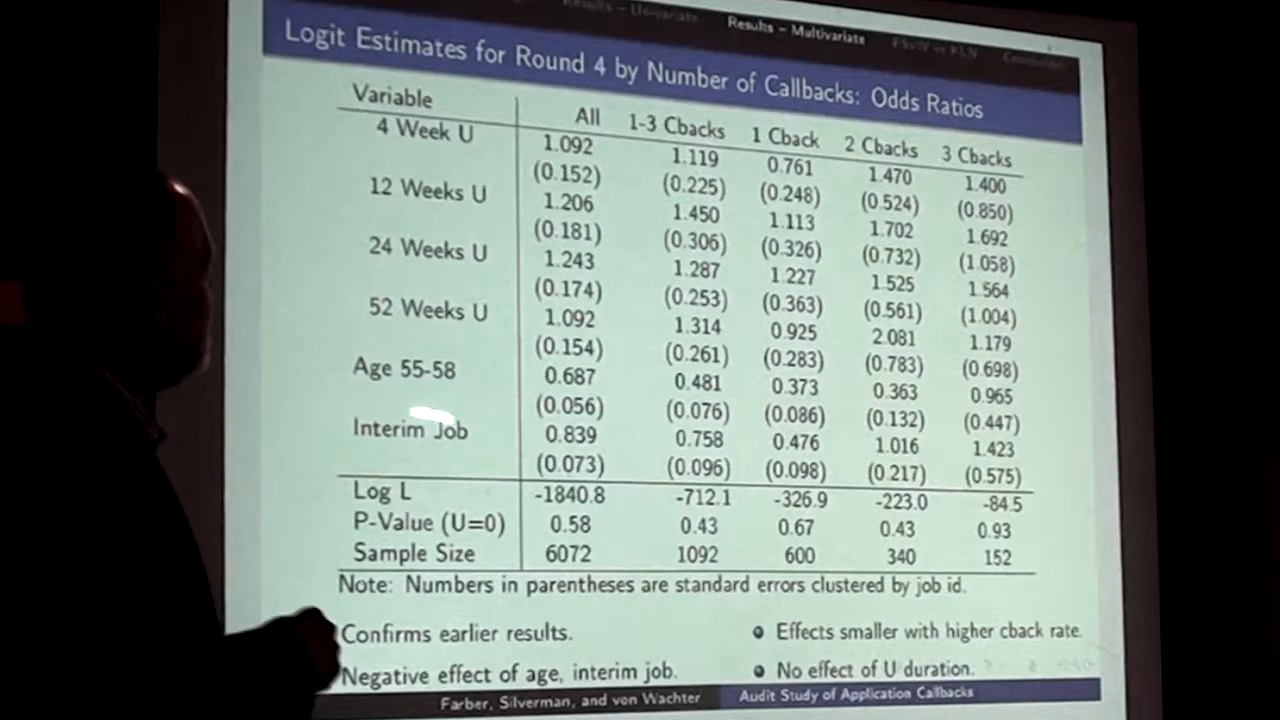 Results - Univariate Results - Multivariate FSvW vs KLN Conclusion
Logit Estimates for Round 4 by Number of Callbacks: Odds Ratios
Variable All 1-3 Cbacks 1 Cback 2 Cbacks 3 Cbacks
4 Week U 1.092 1.119 0.761 1.470 1.400
(0.152) (0.225) (0.248) (0.524) (0.850)
12 Weeks U 1.206 1.450 1.113 1.702 1.692
(0.181) (0.306) (0.326) (0.732) (1.058)
24 Weeks U 1.243 1.287 1.227 1.525 1.564
(0.174) (0.253) (0.363) (0.561) (1.004)
52 Weeks U 1.092 1.314 0.925 2.081 1.179
(0.154) (0.261) (0.283) (0.783) (0.698)
Age 55-58 0.687 0.481 0.373 0.363 0.965
(0.056) (0.076) (0.086) (0.132) (0.447)
Interim Job 0.839 0.758 0.476 1.016 1.423
(0.073) (0.096) (0.098) (0.217) (0.575)
Log L -1840.8 -712.1 -326.9 -223.0 -84.5
P-Value (U=0) 0.58 0.43 0.67 0.43 0.93
Sample Size 6072 1092 600 340 152
Note: Numbers in parentheses are standard errors clustered by job id.
Confirms earlier results.
Negative effect of age, interim job.
Effects smaller with higher cback rate.
No effect of U duration.
Farber, Silverman, and von Wachter Audit Study of Application Callbacks